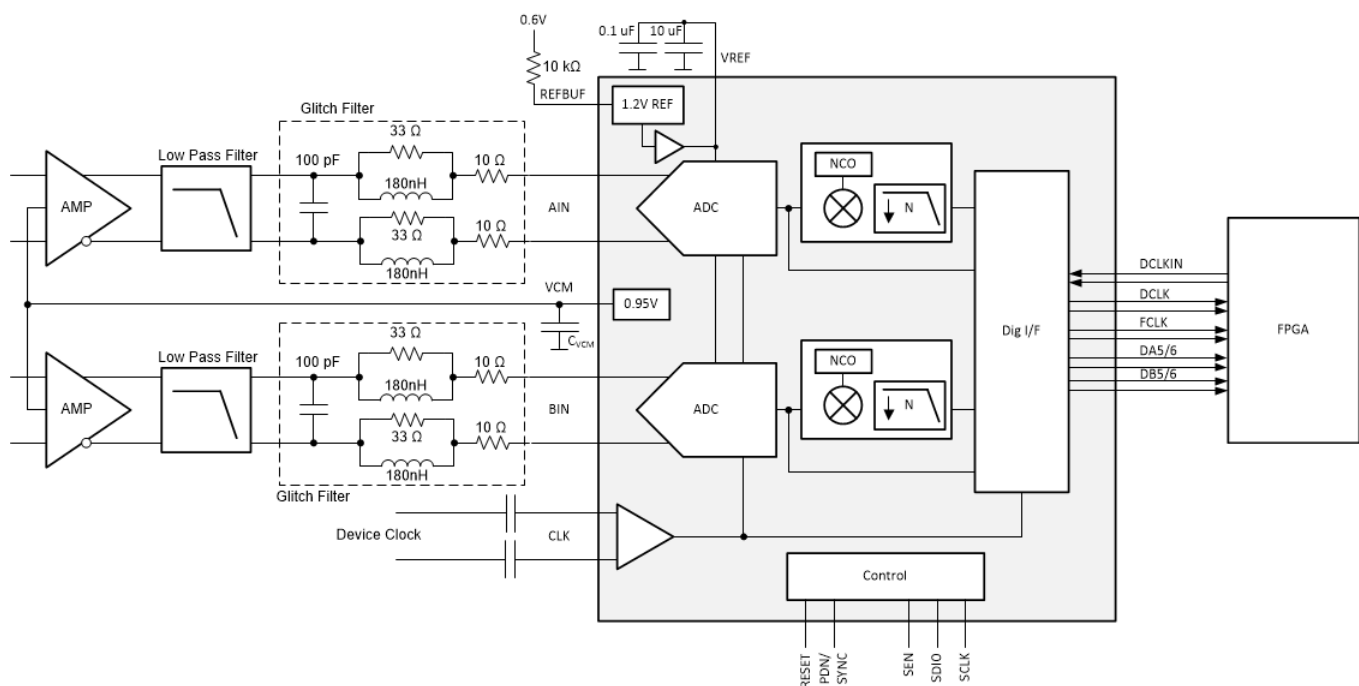 0.6V
0.1 uF
10 uF
VREF
10 kΩ
REFBUF
1.2V REF
Glitch Filter
33 Ω
Low Pass Filter
100 pF
10 Ω
180nH
AMP
AIN
ADC
NCO
N
10 Ω
33 Ω
180nH
VCM
0.95V
CVCM
Dig I/F
DCLKIN
DCLK
FCLK
DA5/6
DB5/6
FPGA
33 Ω
Low Pass Filter
100 pF
10 Ω
180nH
AMP
BIN
ADC
NCO
N
10 Ω
33 Ω
180nH
Glitch Filter
Device Clock
CLK
Control
RESET
PDN/
SYNC
SEN
SDIO
SCLK